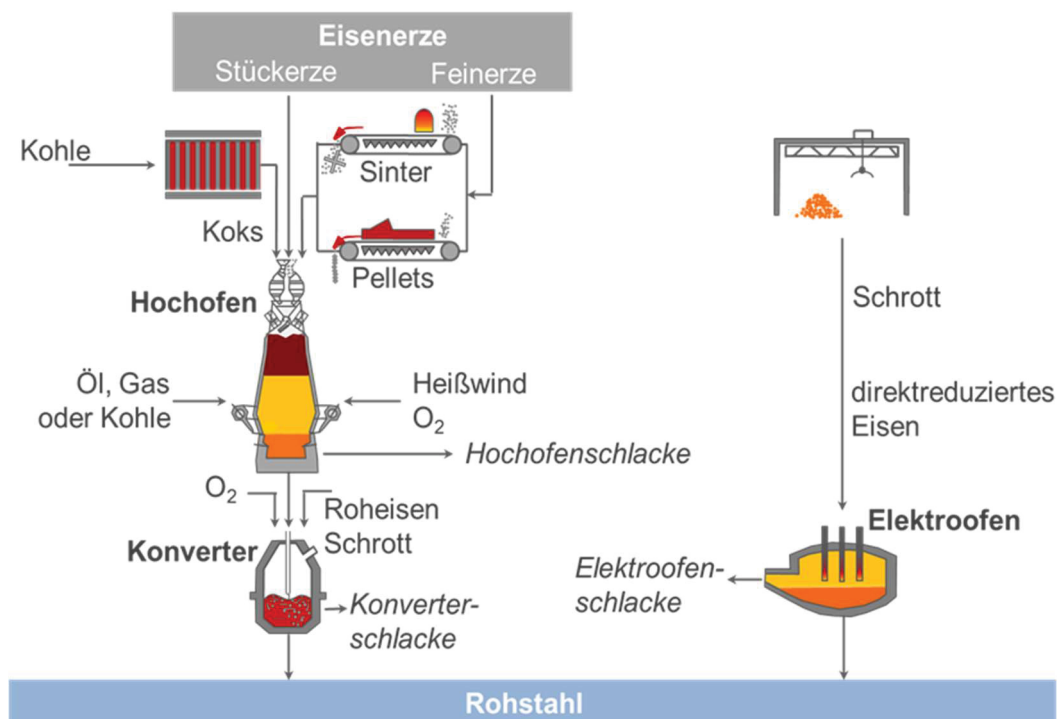 Eisenerze
Stückerze
Feinerze
Kohle
Sinter
Koks
Pellets
Hochofen
Schrott
Öl, Gas
oder Kohle
Heißwind
O₂
direktreduziertes
Eisen
Hochofenschlacke
O₂
Roheisen
Schrott
Konverter
Elektroofen
Konverter-
schlacke
Elektroofen-
schlacke
Rohstahl